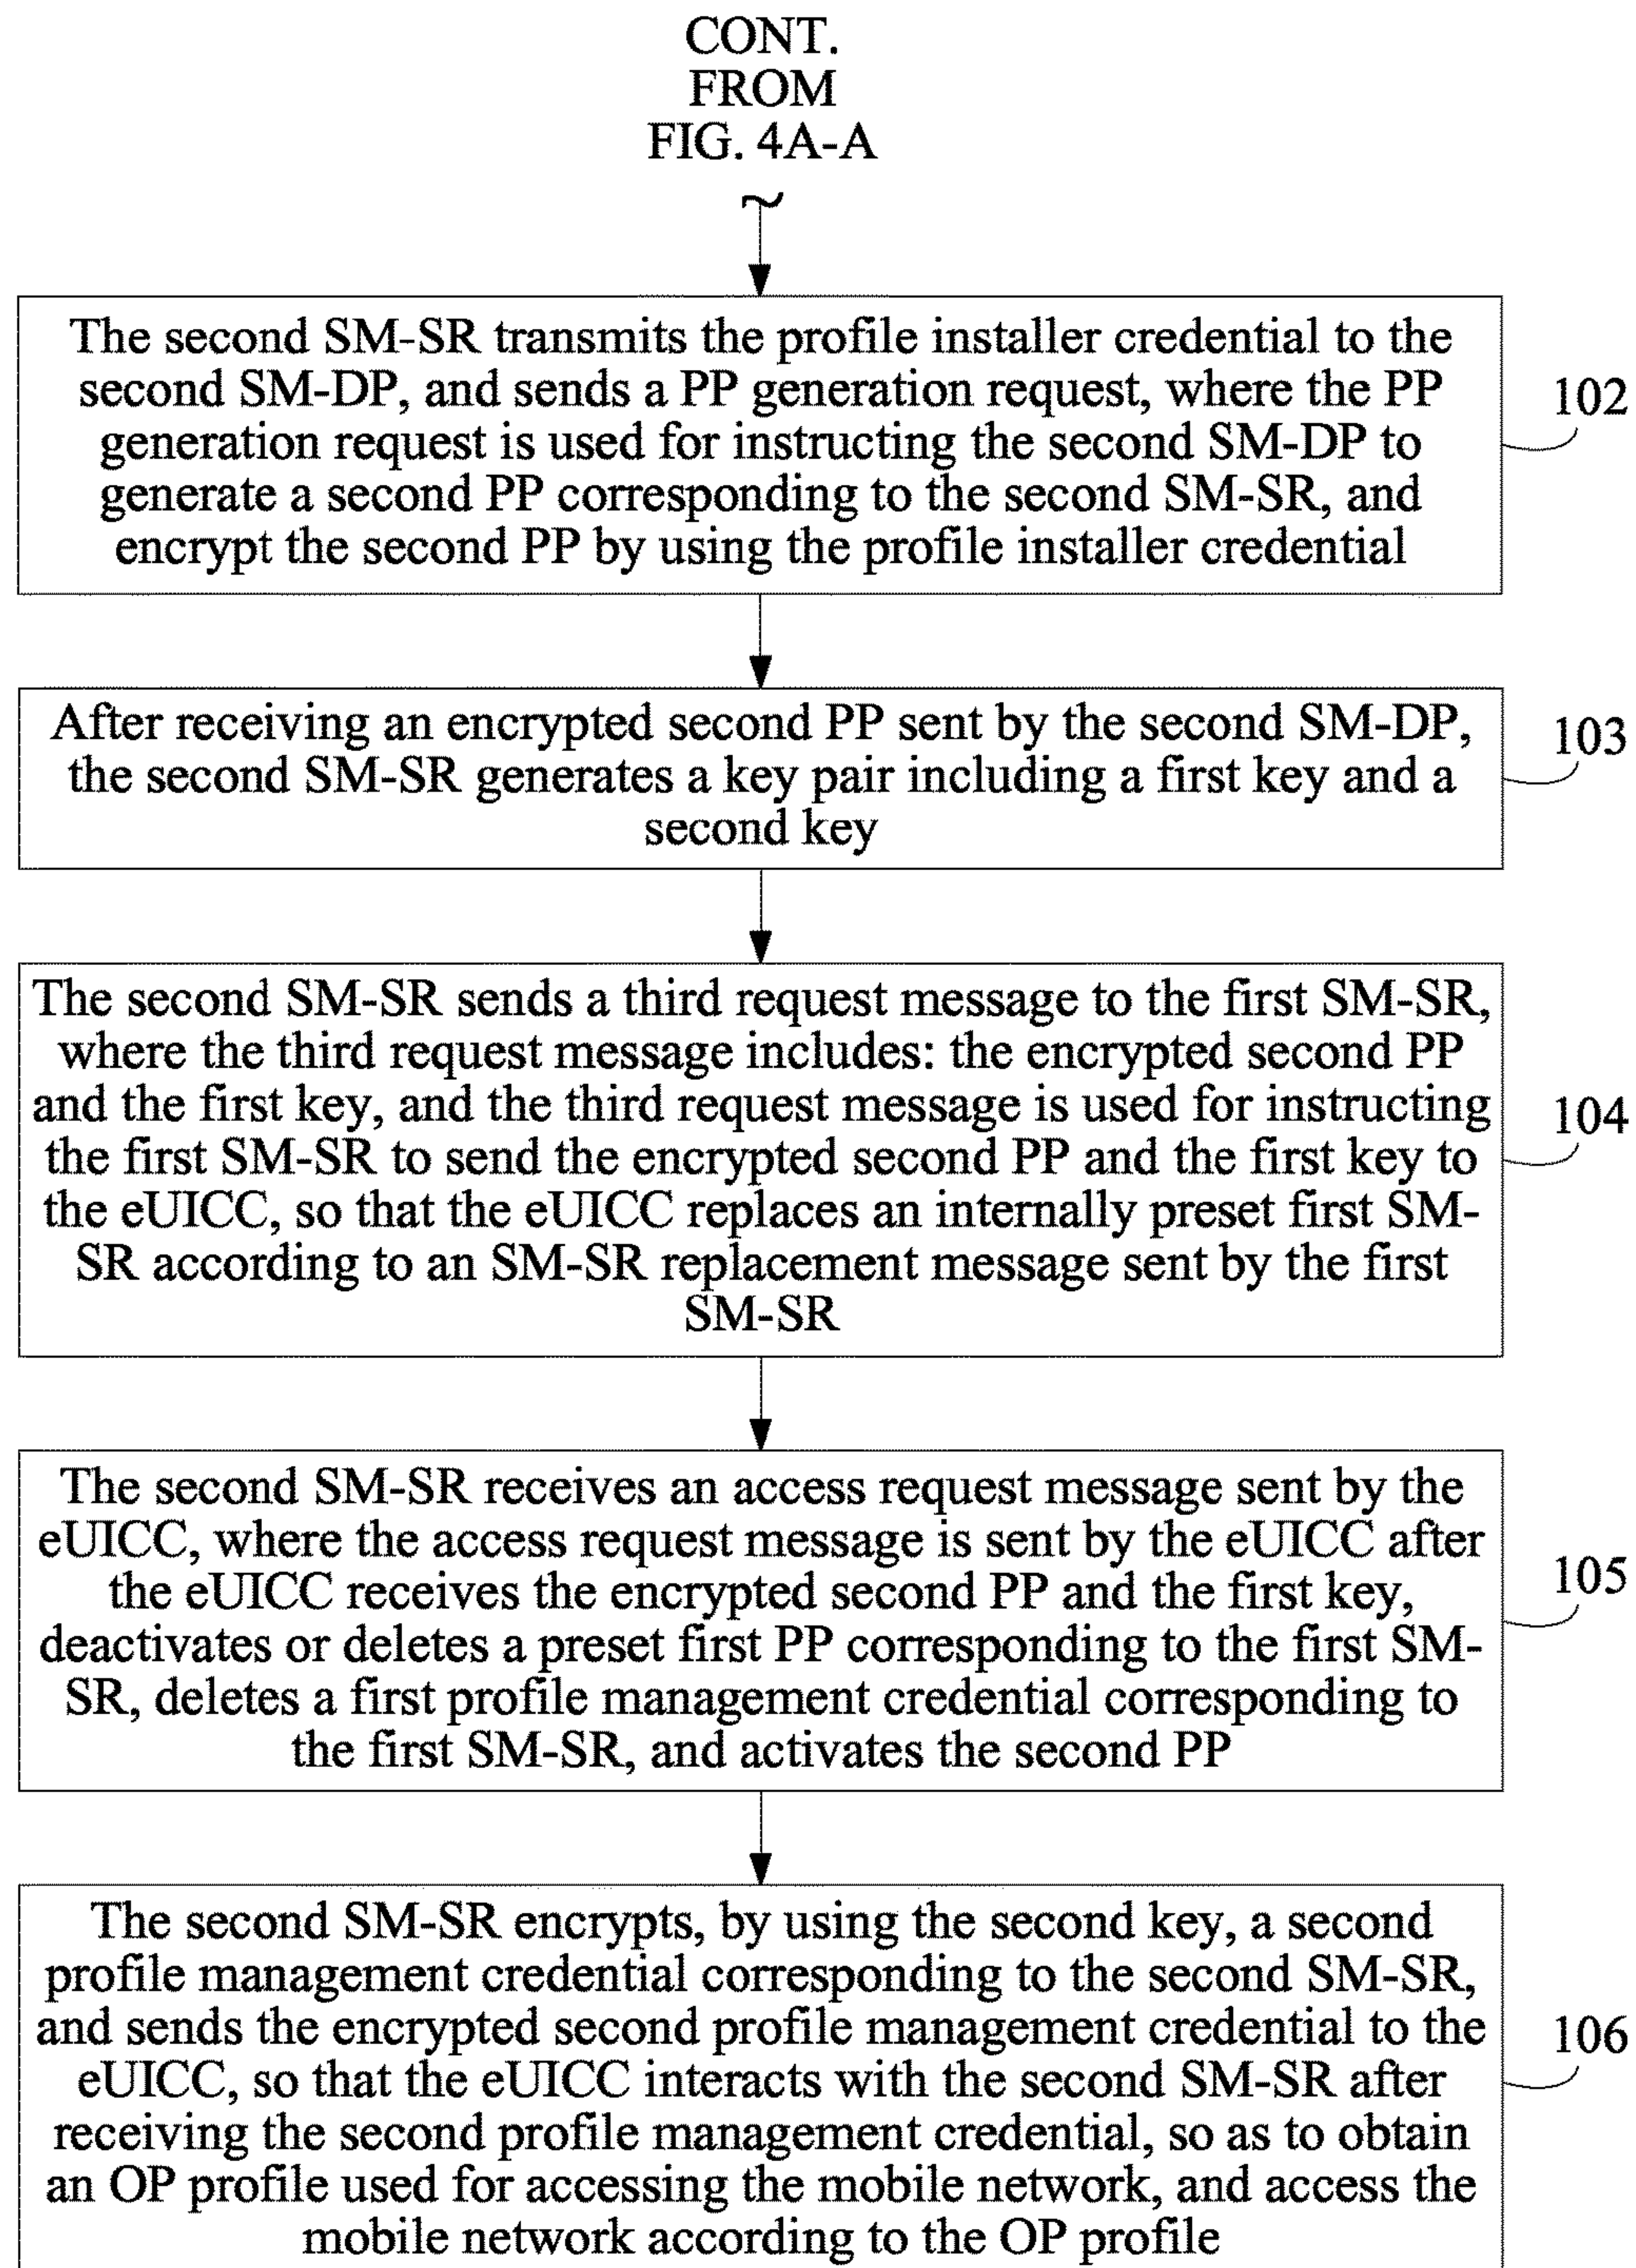 CONT.
FROM
FIG. 4A-A
The second SM-SR transmits the profile installer credential to the
second SM-DP, and sends a PP generation request, where the PP
generation request is used for instructing the second SM-DP to
generate a second PP corresponding to the second SM-SR, and
encrypt the second PP by using the profile installer credential
102
After receiving an encrypted second PP sent by the second SM-DP,
the second SM-SR generates a key pair including a first key and a
second key
103
The second SM-SR sends a third request message to the first SM-SR,
where the third request message includes: the encrypted second PP
and the first key, and the third request message is used for instructing
the first SM-SR to send the encrypted second PP and the first key to
the eUICC, so that the eUICC replaces an internally preset first SM-
SR according to an SM-SR replacement message sent by the first
SM-SR
104
The second SM-SR receives an access request message sent by the
eUICC, where the access request message is sent by the eUICC after
the eUICC receives the encrypted second PP and the first key,
deactivates or deletes a preset first PP corresponding to the first SM-
SR, deletes a first profile management credential corresponding to
the first SM-SR, and activates the second PP
105
The second SM-SR encrypts, by using the second key, a second
profile management credential corresponding to the second SM-SR,
and sends the encrypted second profile management credential to the
eUICC, so that the eUICC interacts with the second SM-SR after
receiving the second profile management credential, so as to obtain
an OP profile used for accessing the mobile network, and access the
mobile network according to the OP profile
106